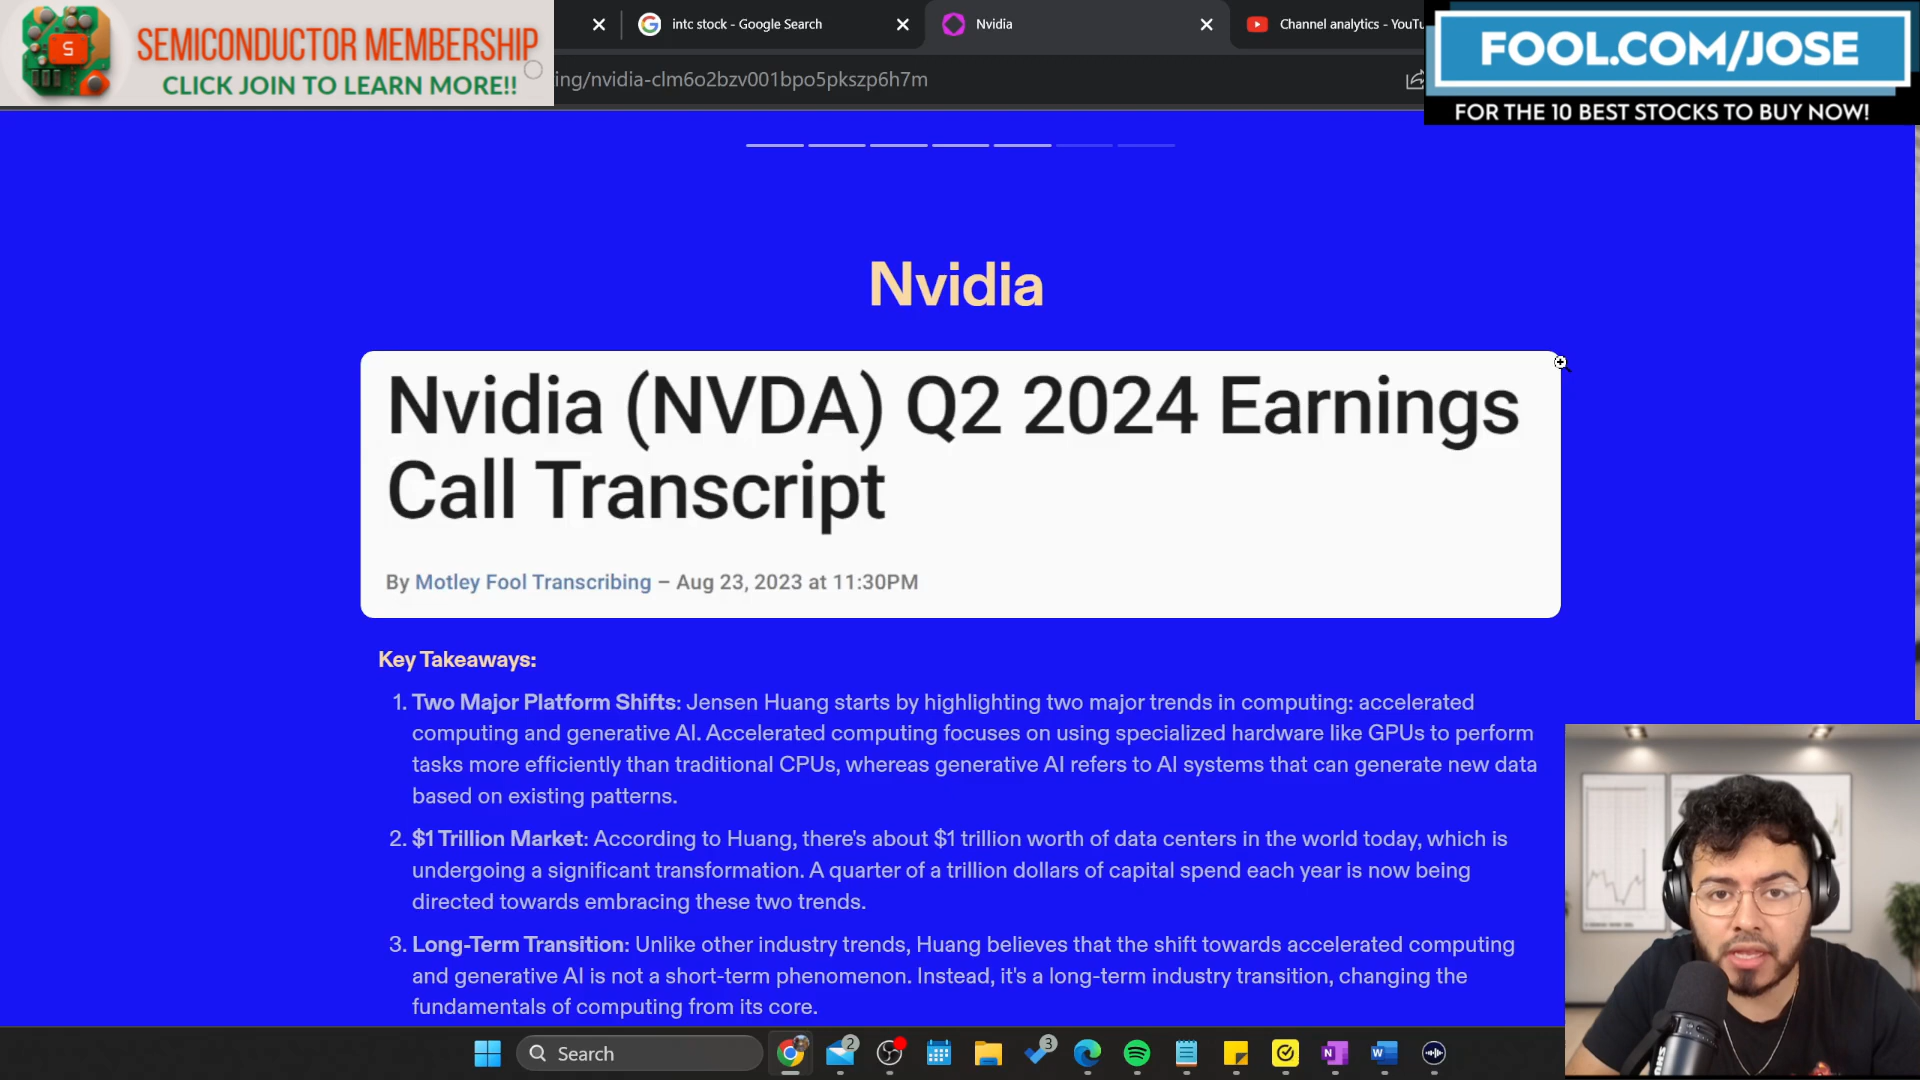 S
SEMICONDUCTOR MEMBERSHIP
CLICK JOIN TO LEARN MORE!!
intc stock - Google Search
Nvidia
Channel analytics - YouTu
FOOL.COM/JOSE
FOR THE 10 BEST STOCKS TO BUY NOW!
ing/nvidia-clm6o2bzv001bpo5pkszp6h7m
Nvidia
Nvidia (NVDA) Q2 2024 Earnings
Call Transcript
By Motley Fool Transcribing – Aug 23, 2023 at 11:30PM
Key Takeaways:
1. Two Major Platform Shifts: Jensen Huang starts by highlighting two major trends in computing: accelerated
computing and generative AI. Accelerated computing focuses on using specialized hardware like GPUs to perform
tasks more efficiently than traditional CPUs, whereas generative AI refers to AI systems that can generate new data
based on existing patterns.
2. $1 Trillion Market: According to Huang, there's about $1 trillion worth of data centers in the world today, which is
undergoing a significant transformation. A quarter of a trillion dollars of capital spend each year is now being
directed towards embracing these two trends.
3. Long-Term Transition: Unlike other industry trends, Huang believes that the shift towards accelerated computing
and generative AI is not a short-term phenomenon. Instead, it's a long-term industry transition, changing the
fundamentals of computing from its core.
Search
2
3
N
W